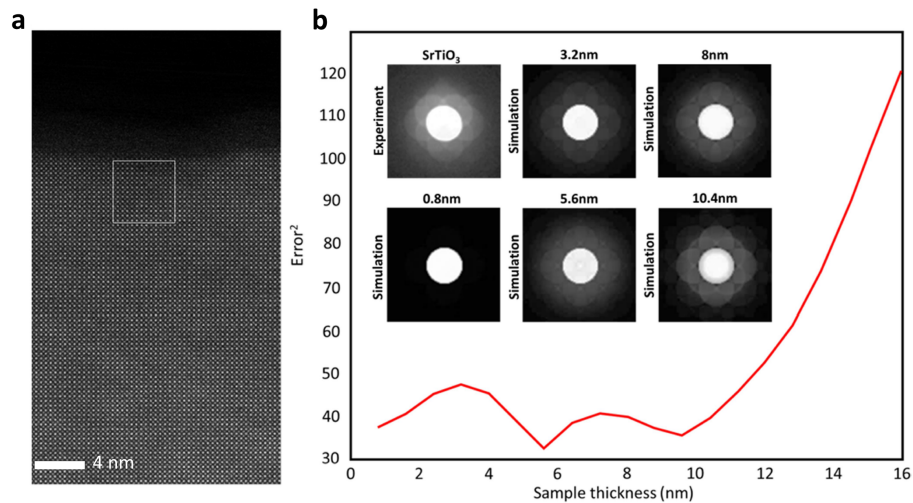 a
4 nm
b
SrTiO₃
3.2nm
8nm
Experiment
Simulation
Simulation
0.8nm
5.6nm
10.4nm
Simulation
Simulation
Simulation
Error²
120
110
100
90
80
70
60
50
40
30
0
2
4
6
8
10
12
14
16
Sample thickness (nm)